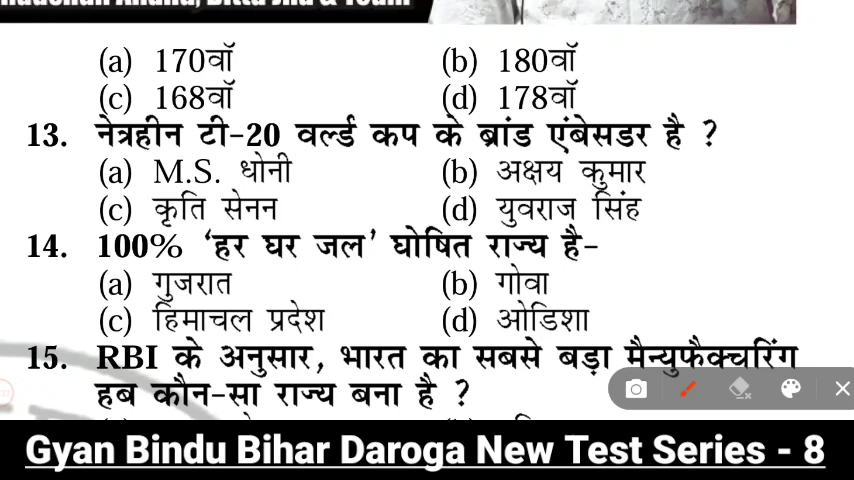 (a) 170वाॅ (b) 180वाॅ
(c) 168वाॅ (d) 178वाॅ
13. नेत्रहीन टी-20 वर्ल्ड कप के ब्रांड एंबेसडर है ?
(a) M.S. धोनी (b) अक्षय कुमार
(c) कृति सेनन (d) युवराज सिंह
14. 100% ‘हर घर जल’ घोषित राज्य है-
(a) गुजरात (b) गोवा
(c) हिमाचल प्रदेश (d) ओडिशा
15. RBI के अनुसार, भारत का सबसे बड़ा मैन्युफैक्चरिंग
हब कौन-सा राज्य बना है ?
Gyan Bindu Bihar Daroga New Test Series - 8